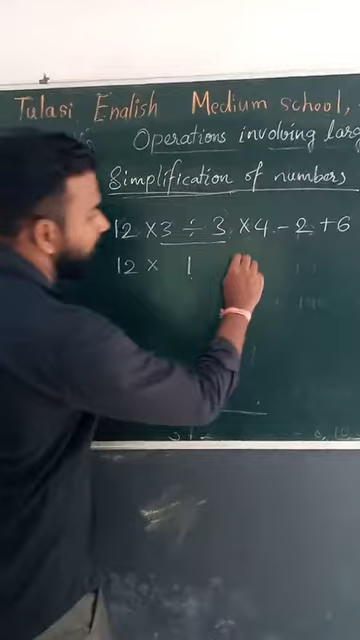 Tulasi English Medium school,
Operations involving larg
Simplification of numbers
12 × 3 ÷ 3 × 4 - 2 + 6
12 × 1